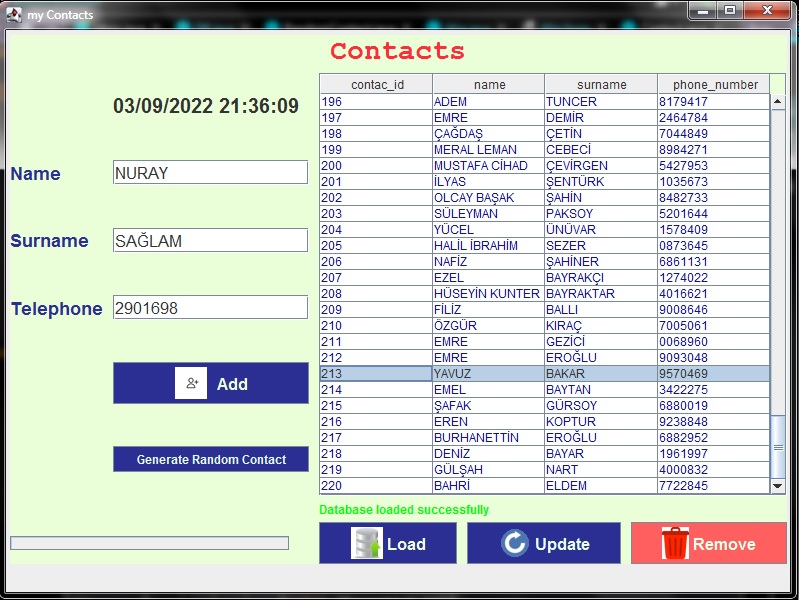 my Contacts
Contacts
03/09/2022 21:36:09
Name
NURAY
Surname
SAĞLAM
Telephone
2901698
Add
Generate Random Contact
contac_id name surname phone_number
196 ADEM TUNCER 8179417
197 EMRE DEMİR 2464784
198 ÇAĞDAŞ ÇETİN 7044849
199 MERAL LEMAN CEBECİ 8984271
200 MUSTAFA CİHAD ÇEVİRGEN 5427953
201 İLYAS ŞENTÜRK 1035673
202 OLCAY BAŞAK ŞAHİN 8482733
203 SÜLEYMAN PAKSOY 5201644
204 YÜCEL ÜNÜVAR 1578409
205 HALİL İBRAHİM SEZER 0873645
206 NAFİZ ŞAHİNER 6861131
207 EZEL BAYRAKÇI 1274022
208 HÜSEYİN KUNTER BAYRAKTAR 4016621
209 FİLİZ BALLI 9008646
210 ÖZGÜR KIRAÇ 7005061
211 EMRE GEZİCİ 0068960
212 EMRE EROĞLU 9093048
213 YAVUZ BAKAR 9570469
214 EMEL BAYTAN 3422275
215 ŞAFAK GÜRSOY 6880019
216 EREN KOPTUR 9238848
217 BURHANETTİN EROĞLU 6882952
218 DENİZ BAYAR 1961997
219 GÜLŞAH NART 4000832
220 BAHRİ ELDEM 7722845
Database loaded successfully
Load
Update
Remove